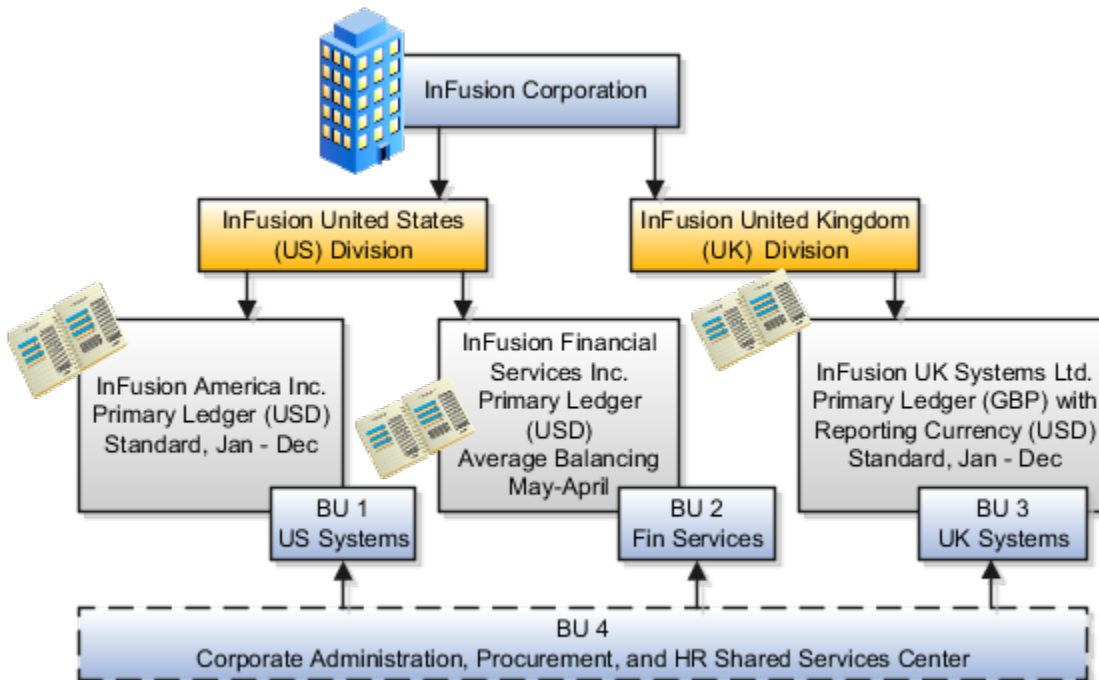 InFusion Corporation
InFusion United States
(US) Division
InFusion United Kingdom
(UK) Division
InFusion America Inc.
Primary Ledger (USD)
Standard, Jan - Dec
InFusion Financial
Services Inc.
Primary Ledger
(USD)
Average Balancing
May-April
InFusion UK Systems Ltd.
Primary Ledger (GBP) with
Reporting Currency (USD)
Standard, Jan - Dec
BU 1
US Systems
BU 2
Fin Services
BU 3
UK Systems
BU 4
Corporate Administration, Procurement, and HR Shared Services Center